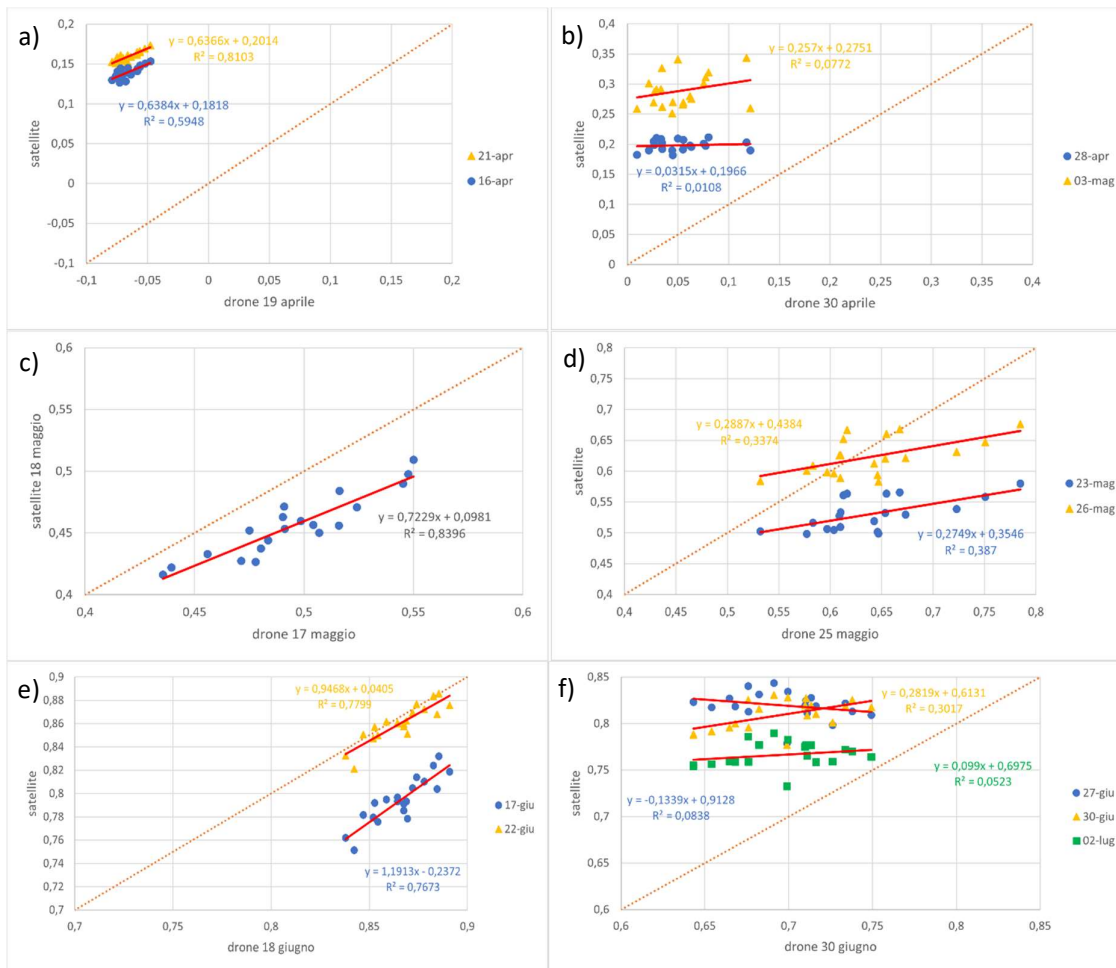 a)
0,2
0,15
0,1
0,05
0
-0,05
-0,1
satellite
y = 0,6366x + 0,2014
R² = 0,8103
y = 0,6384x + 0,1818
R² = 0,5948
21-apr
16-apr
-0,1 -0,05 0 0,05 0,1 0,15 0,2
drone 19 aprile
b)
0,4
0,35
0,3
0,25
0,2
0,15
0,1
0,05
0
satellite
y = 0,257x + 0,2751
R² = 0,0772
y = 0,0315x + 0,1966
R² = 0,0108
28-apr
03-mag
0 0,05 0,1 0,15 0,2 0,25 0,3 0,35 0,4
drone 30 aprile
c)
0,6
0,55
0,5
0,45
0,4
satellite 18 maggio
y = 0,7229x + 0,0981
R² = 0,8396
0,4 0,45 0,5 0,55 0,6
drone 17 maggio
d)
0,8
0,75
0,7
0,65
0,6
0,55
0,5
0,45
0,4
satellite
y = 0,2887x + 0,4384
R² = 0,3374
y = 0,2749x + 0,3546
R² = 0,387
23-mag
26-mag
0,4 0,5 0,6 0,7 0,8
drone 25 maggio
e)
0,9
0,88
0,86
0,84
0,82
0,8
0,78
0,76
0,74
0,72
0,7
satellite
y = 0,9468x + 0,0405
R² = 0,7799
y = 1,1913x - 0,2372
R² = 0,7673
17-giu
22-giu
0,7 0,75 0,8 0,85 0,9
drone 18 giugno
f)
0,85
0,8
0,75
0,7
0,65
0,6
satellite
y = 0,2819x + 0,6131
R² = 0,3017
y = 0,099x + 0,6975
R² = 0,0523
y = -0,1339x + 0,9128
R² = 0,0838
27-giu
30-giu
02-lug
0,6 0,65 0,7 0,75 0,8 0,85
drone 30 giugno